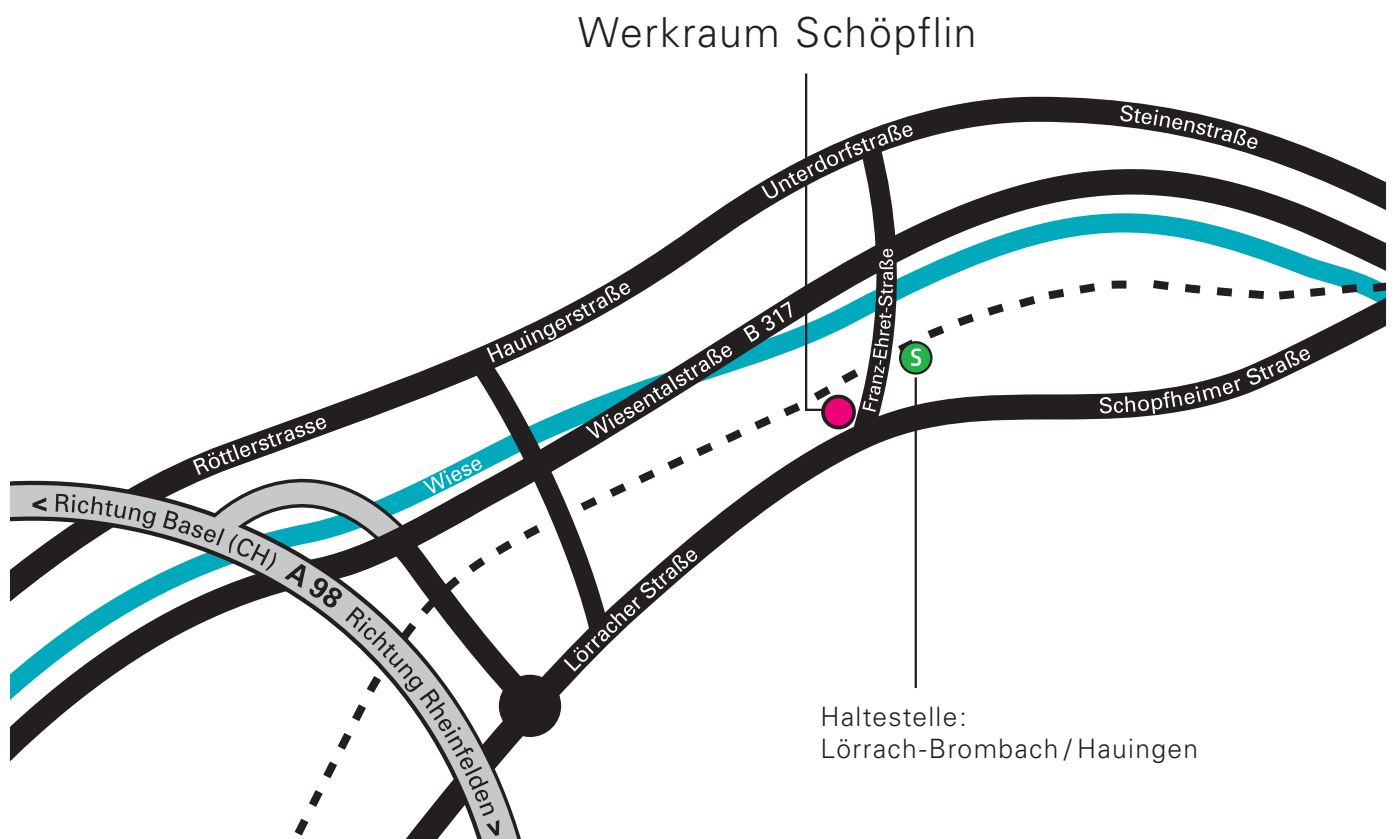 Werkraum Schöpflin
Steinenstraße
Unterdorfstraße
Hauingerstraße
Franz-Ehret-Straße
Wiesentalstraße B 317
S
Schopfheimer Straße
Röttlerstrasse
Wiese
< Richtung Basel (CH) A 98 Richtung Rheinfelden >
Lörracher Straße
Haltestelle:
Lörrach-Brombach / Hauingen